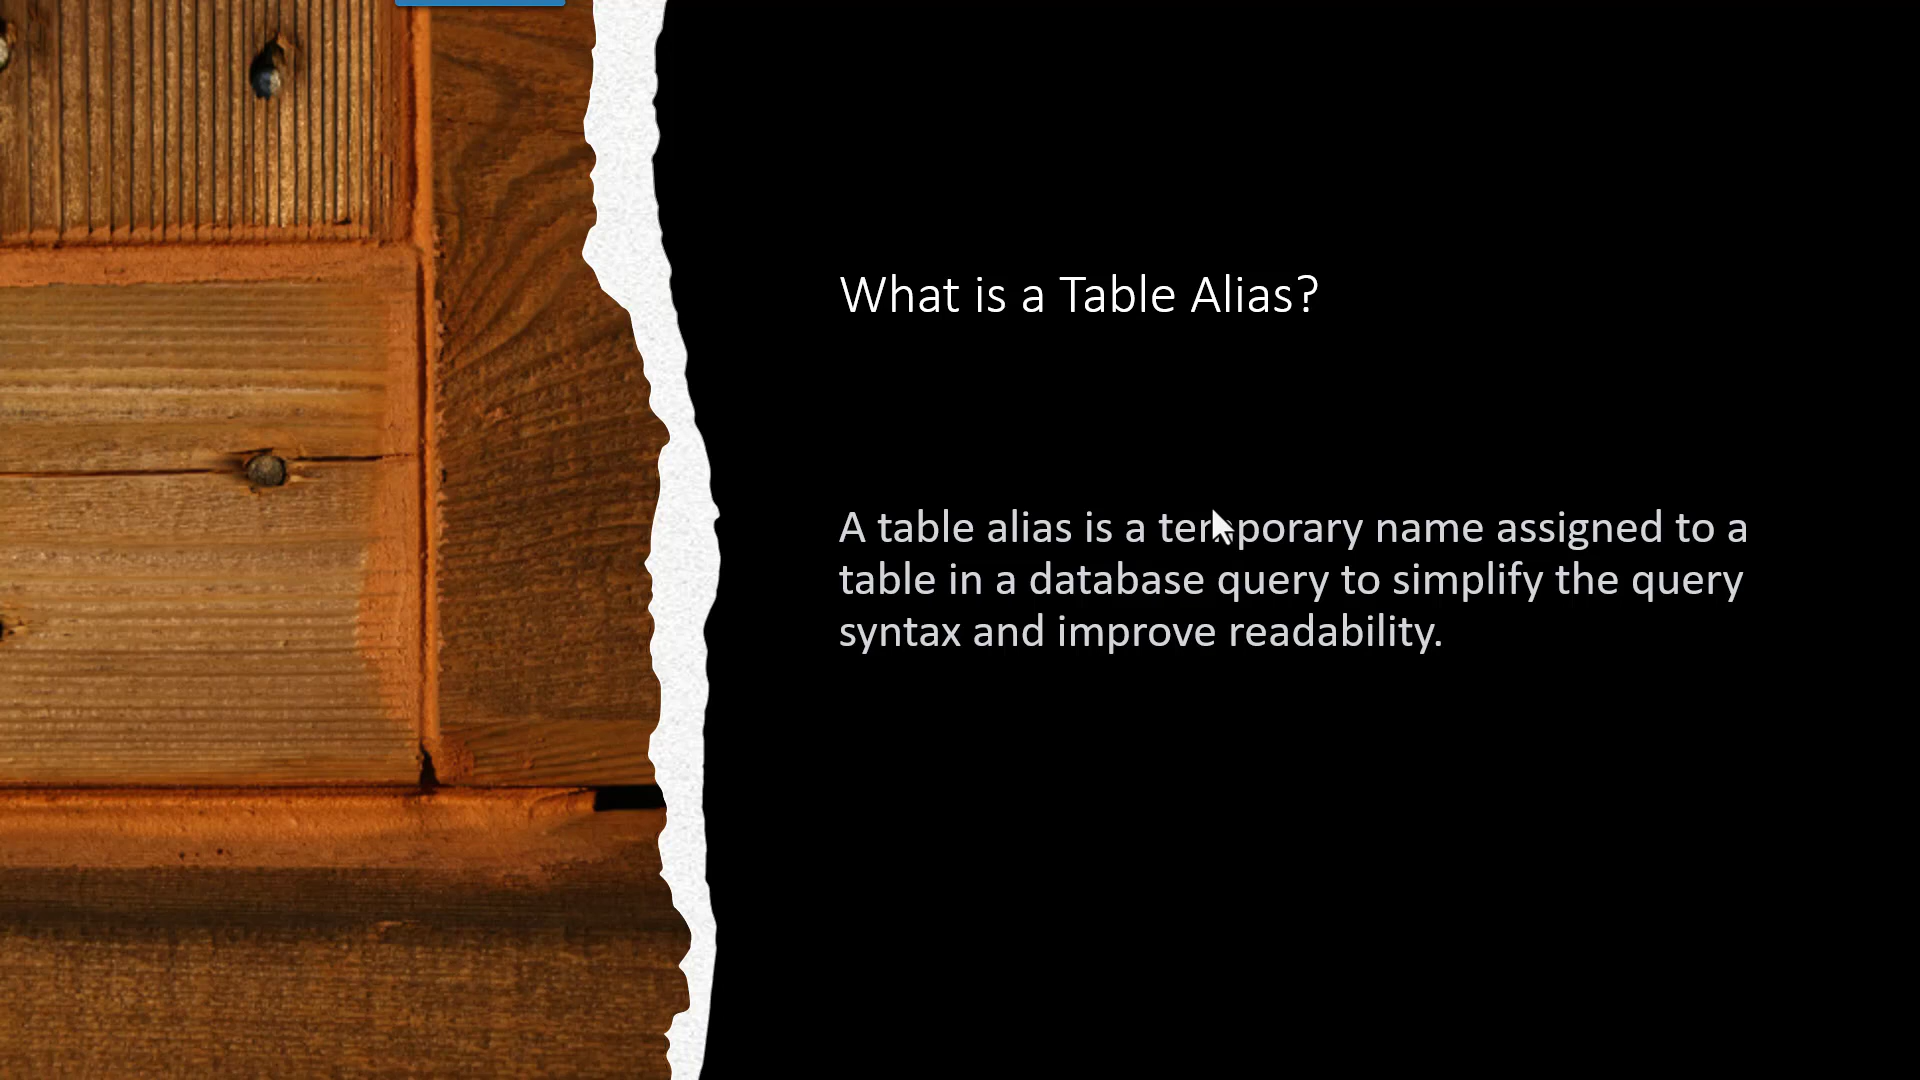 What is a Table Alias?
A table alias is a temporary name assigned to a
table in a database query to simplify the query
syntax and improve readability.